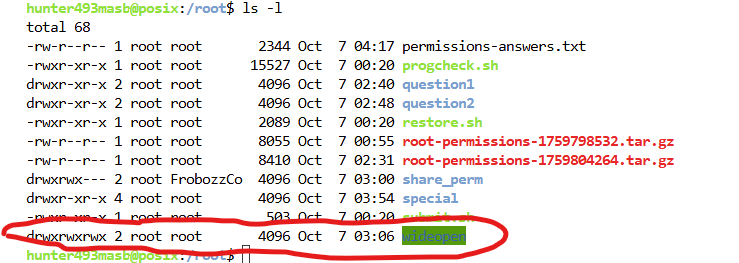 hunter493masb@posix:/root$ ls -l
total 68
-rw-r--r-- 1 root root 2344 Oct 7 04:17 permissions-answers.txt
-rwxr-xr-x 1 root root 15527 Oct 7 00:20 progcheck.sh
drwxr-xr-x 2 root root 4096 Oct 7 02:40 question1
drwxr-xr-x 2 root root 4096 Oct 7 02:48 question2
-rwxr-xr-x 1 root root 2089 Oct 7 00:20 restore.sh
-rw-r--r-- 1 root root 8055 Oct 7 00:55 root-permissions-1759798532.tar.gz
-rw-r--r-- 1 root root 8410 Oct 7 02:31 root-permissions-1759804264.tar.gz
drwxrwx--- 2 root FrobozzCo 4096 Oct 7 03:00 share_perm
drwxr-xr-x 4 root root 4096 Oct 7 03:54 special
-rwxr-xr-x 1 root root 503 Oct 7 00:20 submit.sh
drwxrwxrwx 2 root root 4096 Oct 7 03:06 wideopen
hunter493masb@posix:/root$